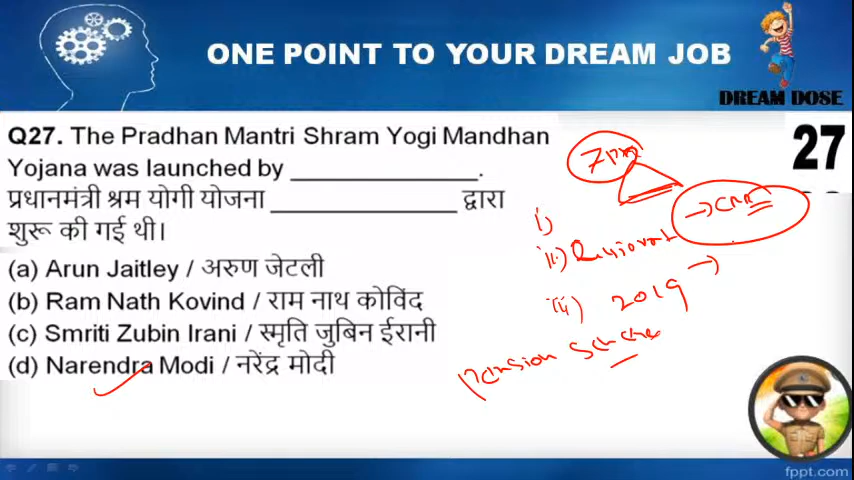 ONE POINT TO YOUR DREAM JOB
DREAM DOSE
Q27. The Pradhan Mantri Shram Yogi Mandhan
Yojana was launched by ______________.
प्रधानमंत्री श्रम योगी योजना ______________ द्वारा
शुरू की गई थी।
27
(a) Arun Jaitley / अरुण जेटली
(b) Ram Nath Kovind / राम नाथ कोविंद
(c) Smriti Zubin Irani / स्मृति जुबिन ईरानी
(d) Narendra Modi / नरेंद्र मोदी
i)
ii)
iii) 2019 →
Pension Scheme
fppt.com